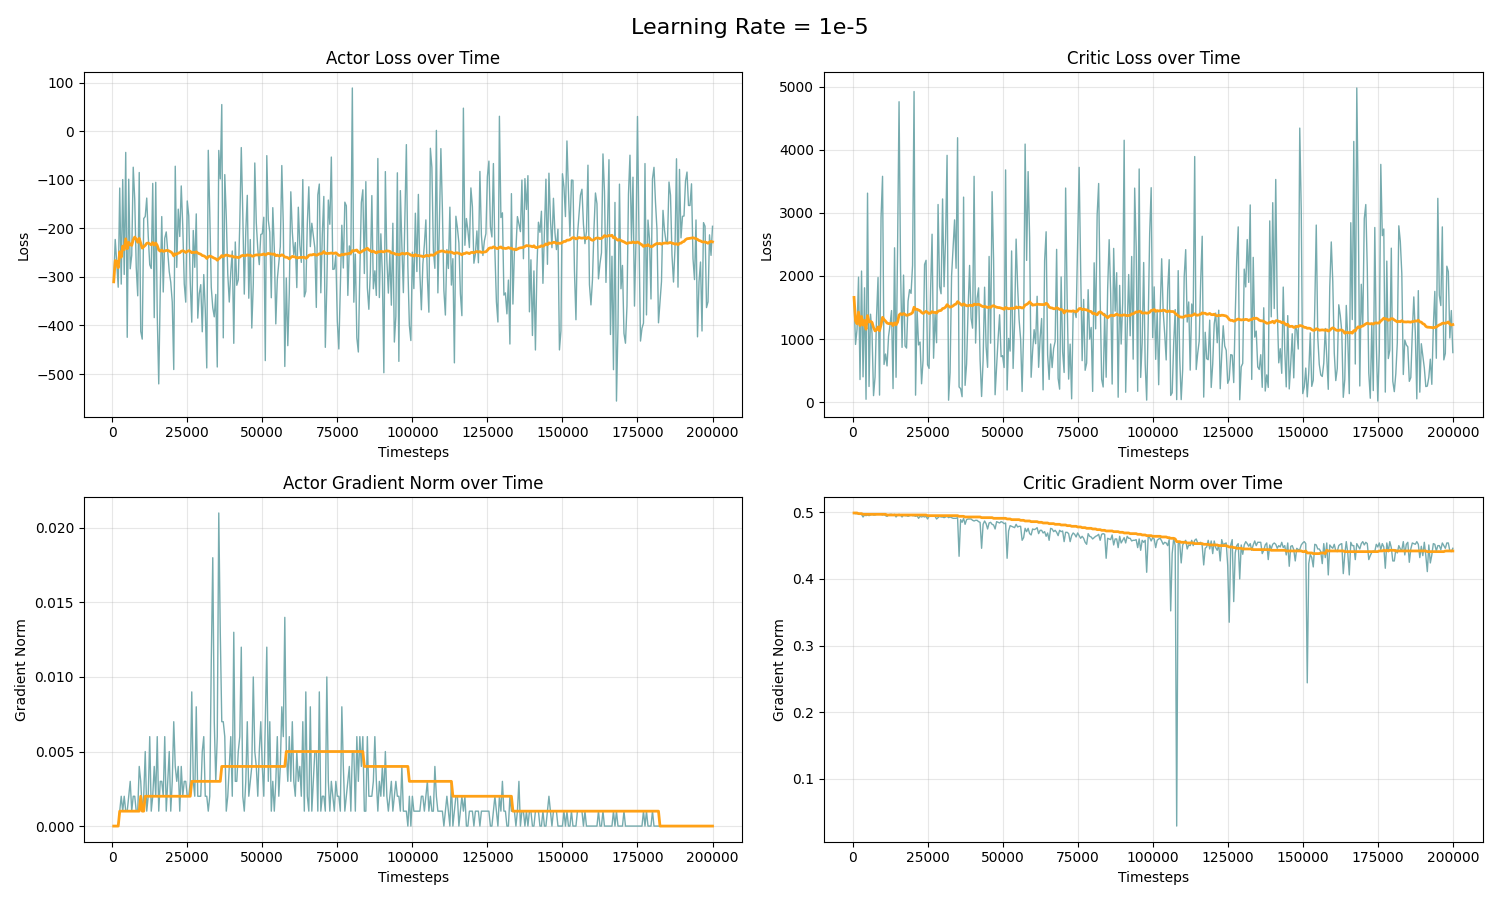 Learning Rate = 1e-5
Actor Loss over Time
100
0
−100
−200
−300
−400
−500
Loss
0 25000 50000 75000 100000 125000 150000 175000 200000
Timesteps
Critic Loss over Time
5000
4000
3000
2000
1000
0
Loss
0 25000 50000 75000 100000 125000 150000 175000 200000
Timesteps
Actor Gradient Norm over Time
0.020
0.015
0.010
0.005
0.000
Gradient Norm
0 25000 50000 75000 100000 125000 150000 175000 200000
Timesteps
Critic Gradient Norm over Time
0.5
0.4
0.3
0.2
0.1
Gradient Norm
0 25000 50000 75000 100000 125000 150000 175000 200000
Timesteps